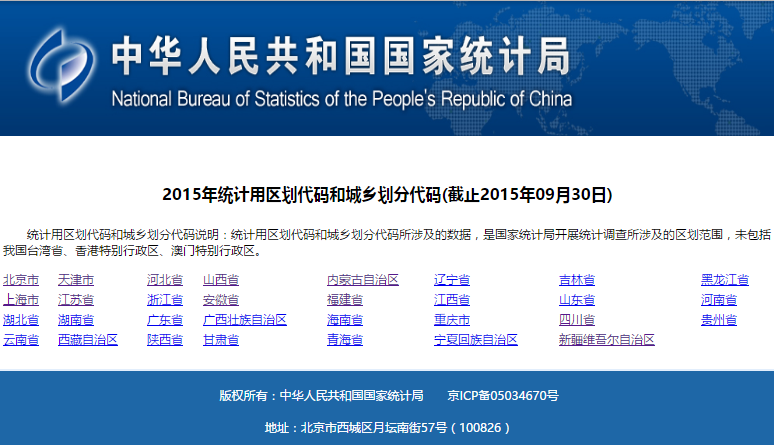 中华人民共和国国家统计局
National Bureau of Statistics of the People's Republic of China
2015年统计用区划代码和城乡划分代码(截止2015年09月30日)
统计用区划代码和城乡划分代码说明：统计用区划代码和城乡划分代码所涉及的数据，是国家统计局开展统计调查所涉及的区划范围，未包括
我国台湾省、香港特别行政区、澳门特别行政区。
北京市 天津市 河北省 山西省 内蒙古自治区 辽宁省 吉林省 黑龙江省
上海市 江苏省 浙江省 安徽省 福建省 江西省 山东省 河南省
湖北省 湖南省 广东省 广西壮族自治区 海南省 重庆市 四川省 贵州省
云南省 西藏自治区 陕西省 甘肃省 青海省 宁夏回族自治区 新疆维吾尔自治区
版权所有：中华人民共和国国家统计局 京ICP备05034670号
地址：北京市西城区月坛南街57号（100826）